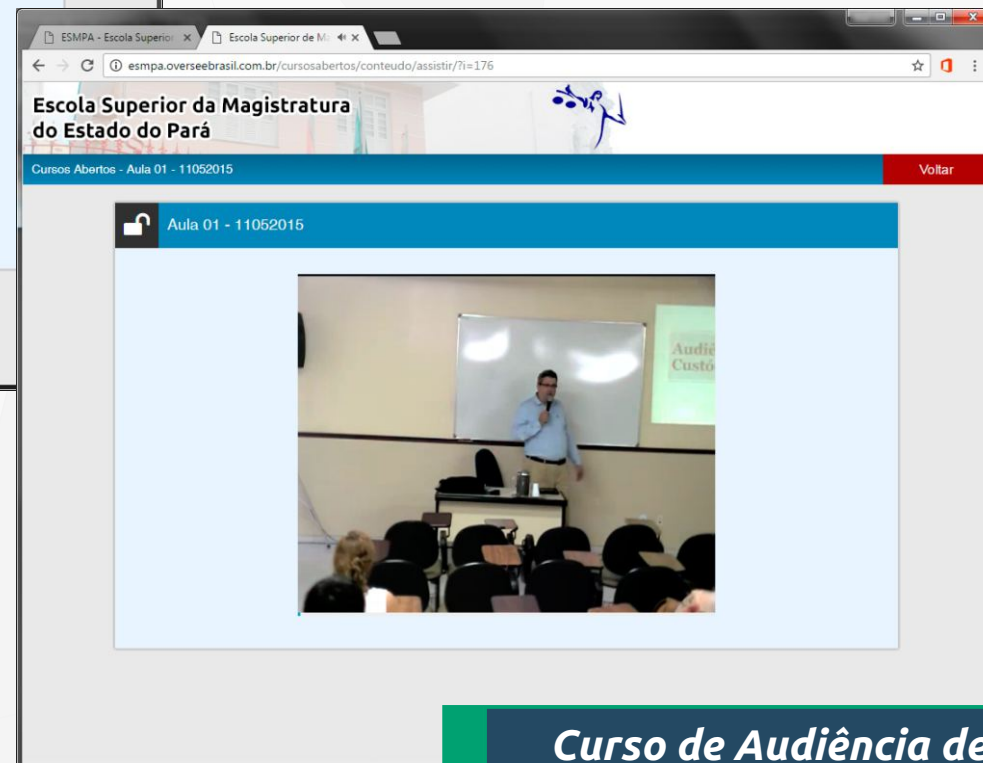 ESMPA - Escola Superior
Escola Superior de Ma
esmpa.overseebrasil.com.br/cursosabertos/conteudo/assistir/?i=176
Escola Superior da Magistratura
do Estado do Pará
Cursos Abertos - Aula 01 - 11052015
Voltar
Aula 01 - 11052015
Audiê
Custó
Curso de Audiência de